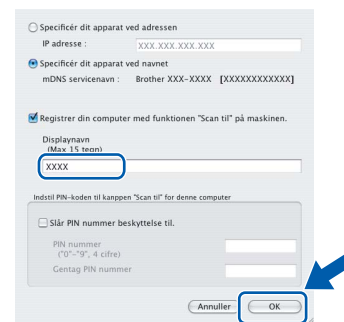 Specificér dit apparat ved adressen
IP adresse : XXX.XXX.XXX.XXX
Specificér dit apparat ved navnet
mDNS servicenavn : Brother XXX-XXXX [XXXXXXXXXXXX]
Registrer din computer med funktionen "Scan til" på maskinen.
Displaynavn
(Max 15 tegn)
XXXX
Indstil PIN-koden til kanppen "Scan til" for denne computer
Slår PIN nummer beskyttelse til.
PIN nummer
("0"-"9", 4 cifre)
Gentag PIN nummer
Annuller OK